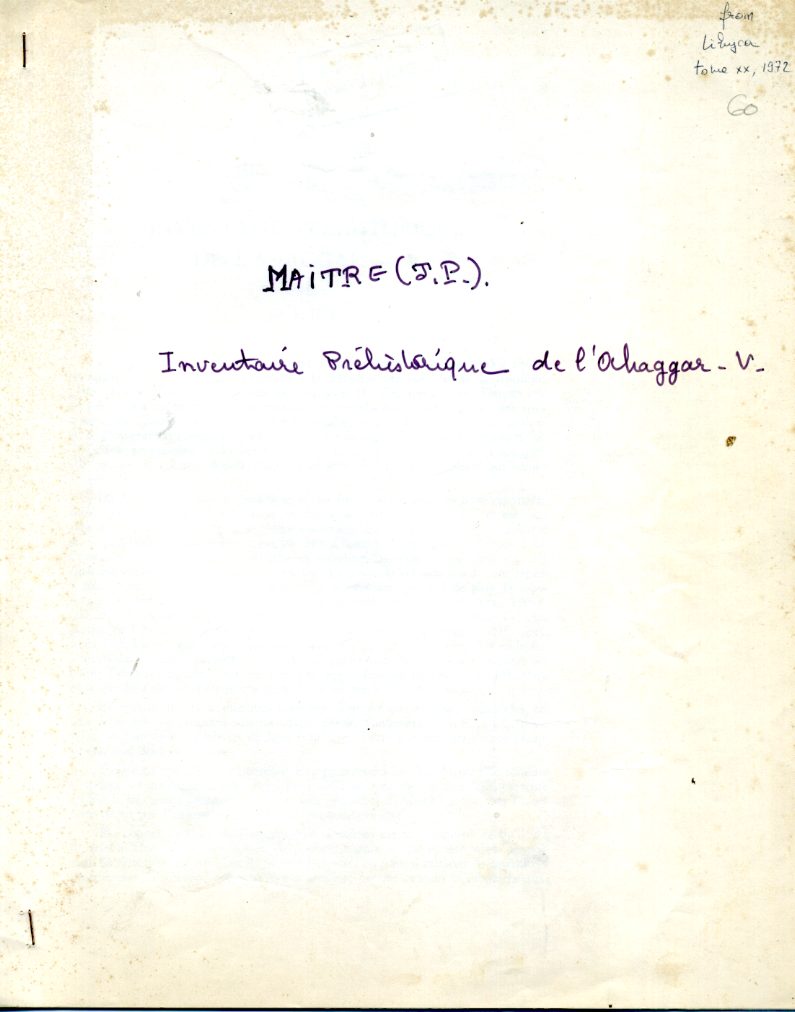 from
Libyca
tome xx, 1972
60
MAiTRE (J.P.).
Inventaire Préhistorique de l'Ahaggar - V-